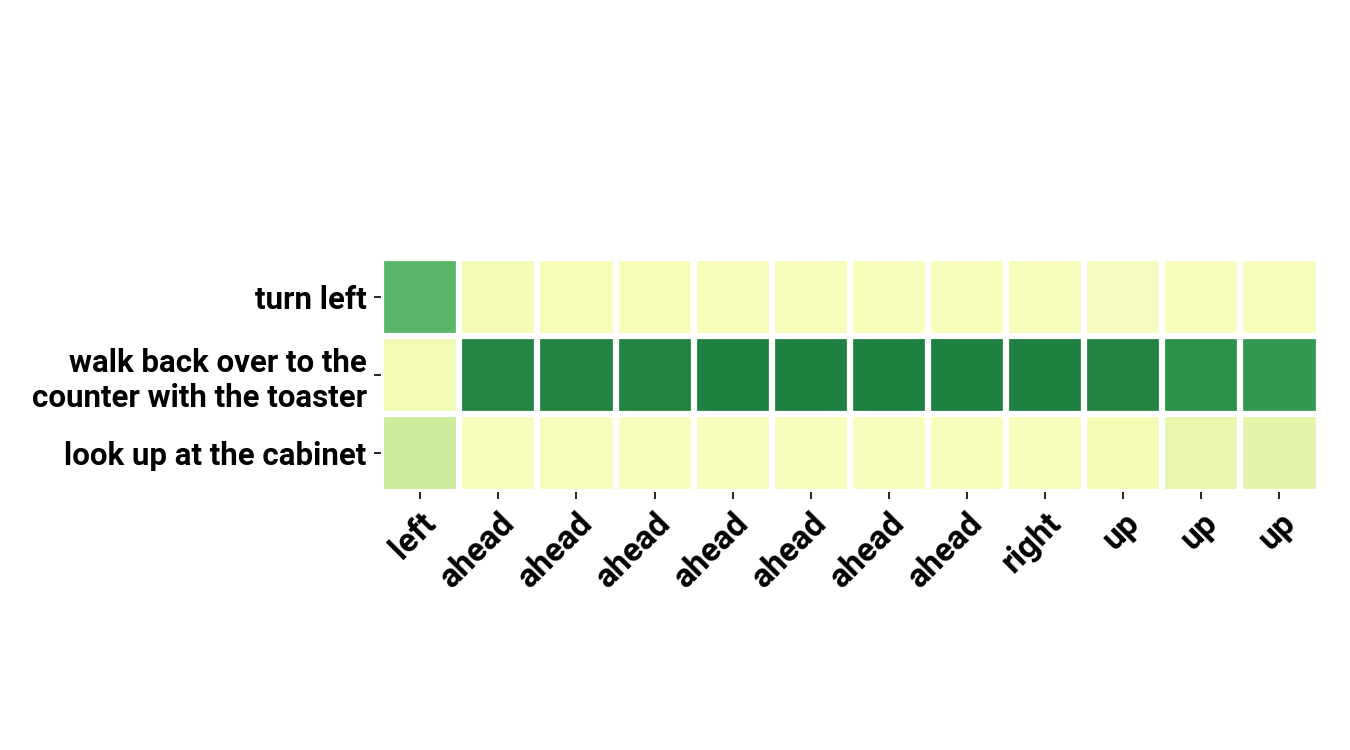 turn left
walk back over to the
counter with the toaster
look up at the cabinet
left
ahead
ahead
ahead
ahead
ahead
ahead
ahead
right
up
up
up